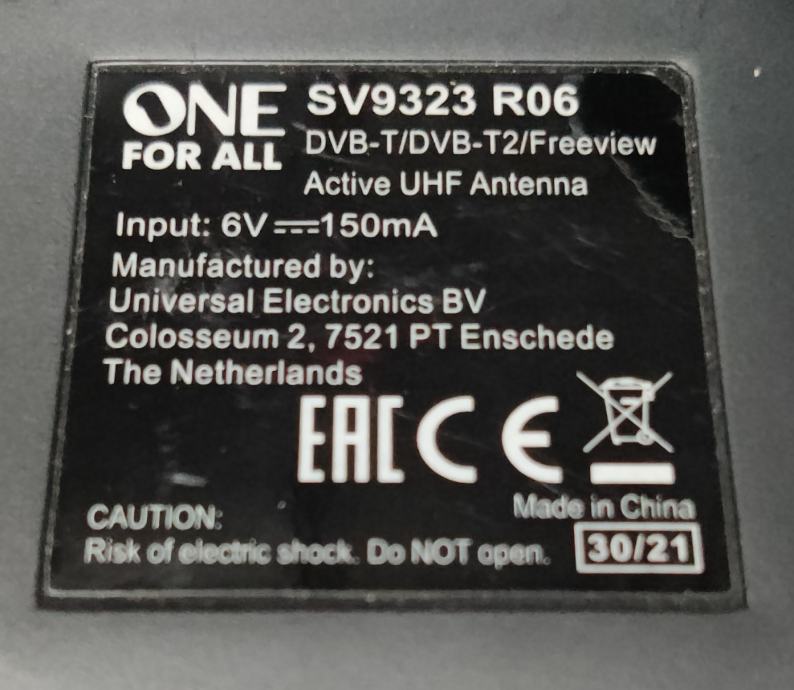 ONE
FOR ALL
SV9323 R06
DVB-T/DVB-T2/Freeview
Active UHF Antenna
Input: 6V⎓150mA
Manufactured by:
Universal Electronics BV
Colosseum 2, 7521 PT Enschede
The Netherlands
EAC CE
Made in China
CAUTION:
Risk of electric shock. Do NOT open.
30/21